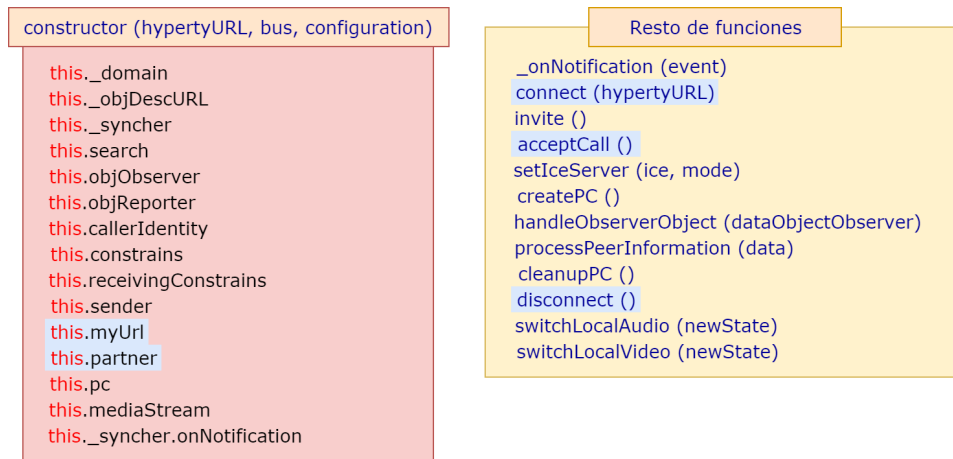 constructor (hypertyURL, bus, configuration)
this._domain
this._objDescURL
this._syncher
this.search
this.objObserver
this.objReporter
this.callerIdentity
this.constrains
this.receivingConstrains
this.sender
this.myUrl
this.partner
this.pc
this.mediaStream
this._syncher.onNotification
Resto de funciones
_onNotification (event)
connect (hypertyURL)
invite ()
acceptCall ()
setIceServer (ice, mode)
createPC ()
handleObserverObject (dataObjectObserver)
processPeerInformation (data)
cleanupPC ()
disconnect ()
switchLocalAudio (newState)
switchLocalVideo (newState)